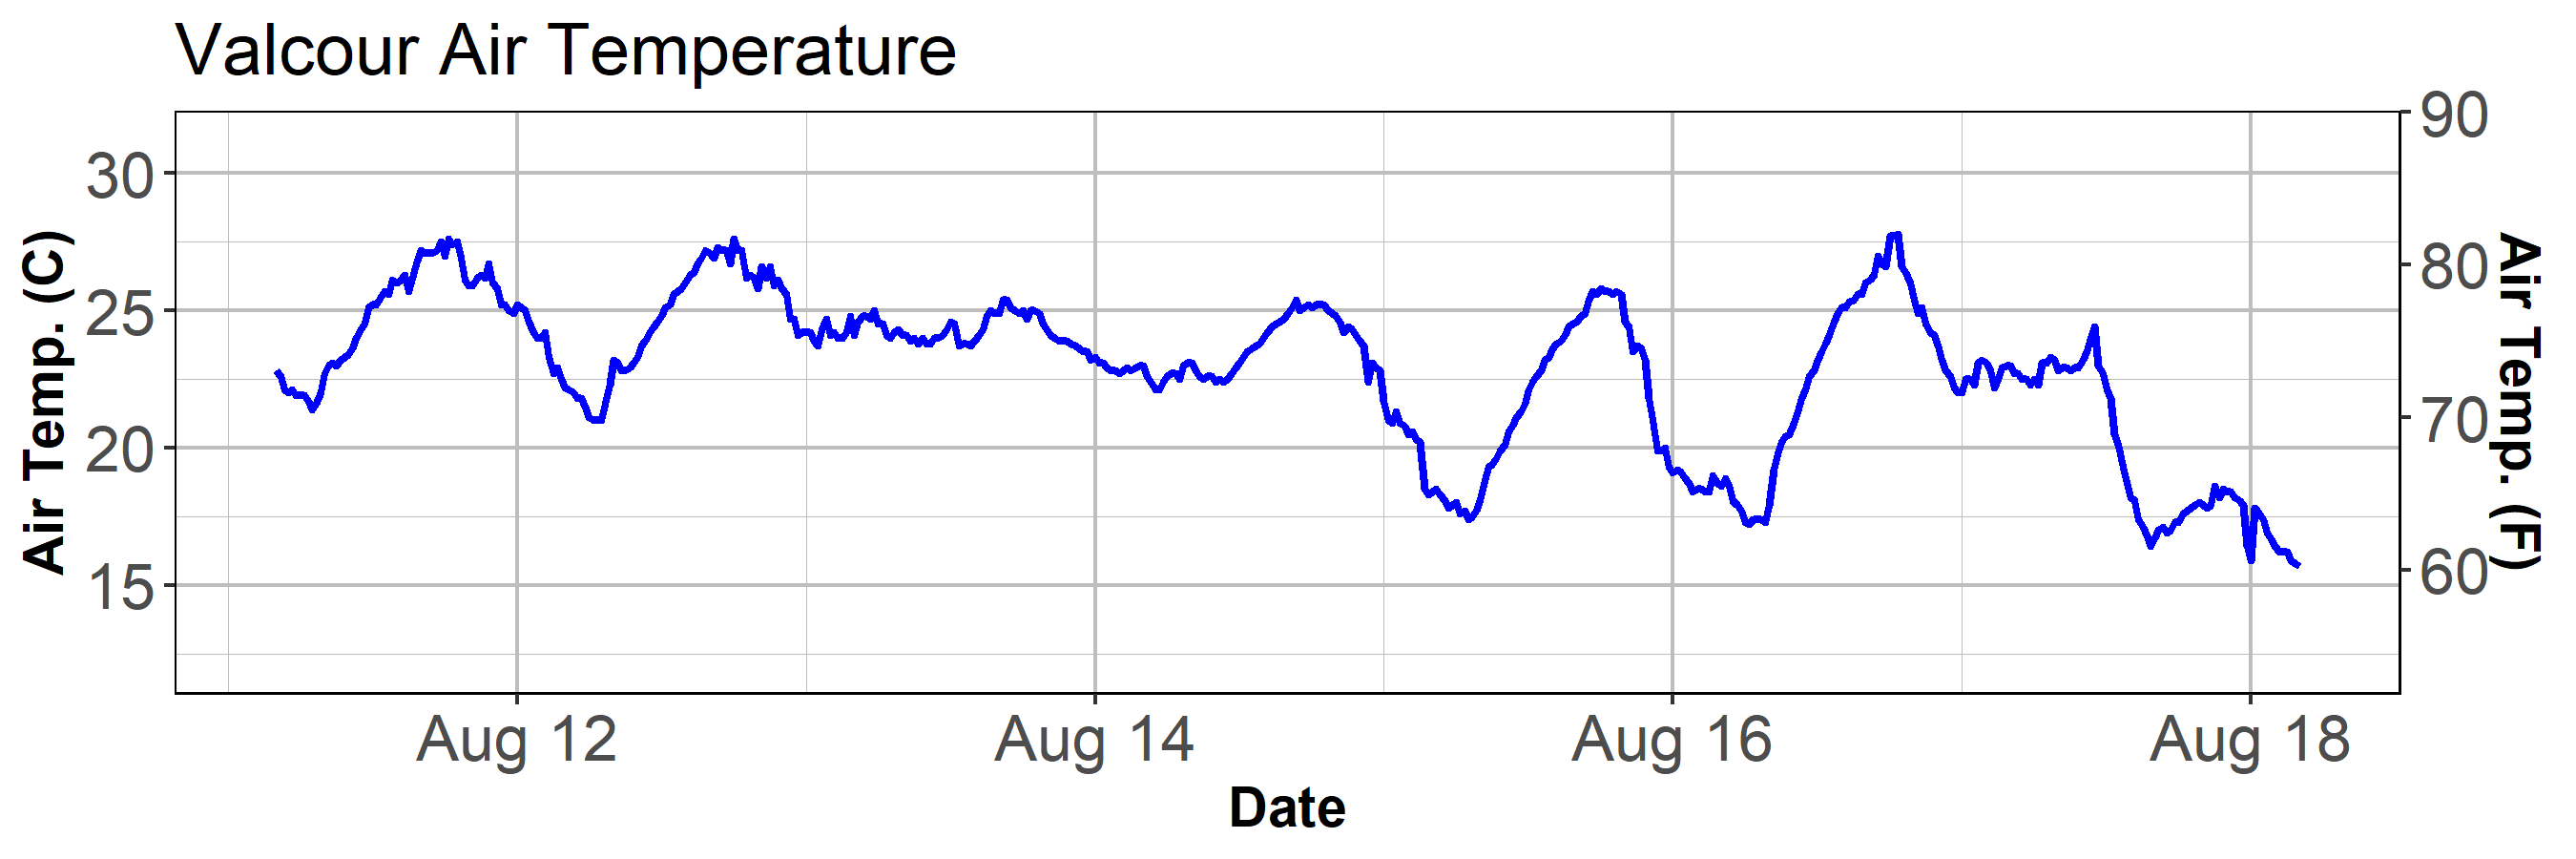 Valcour Air Temperature
Air Temp. (C)
30
25
20
15
90
80
70
60
Air Temp. (F)
Aug 12 Aug 14 Aug 16 Aug 18
Date